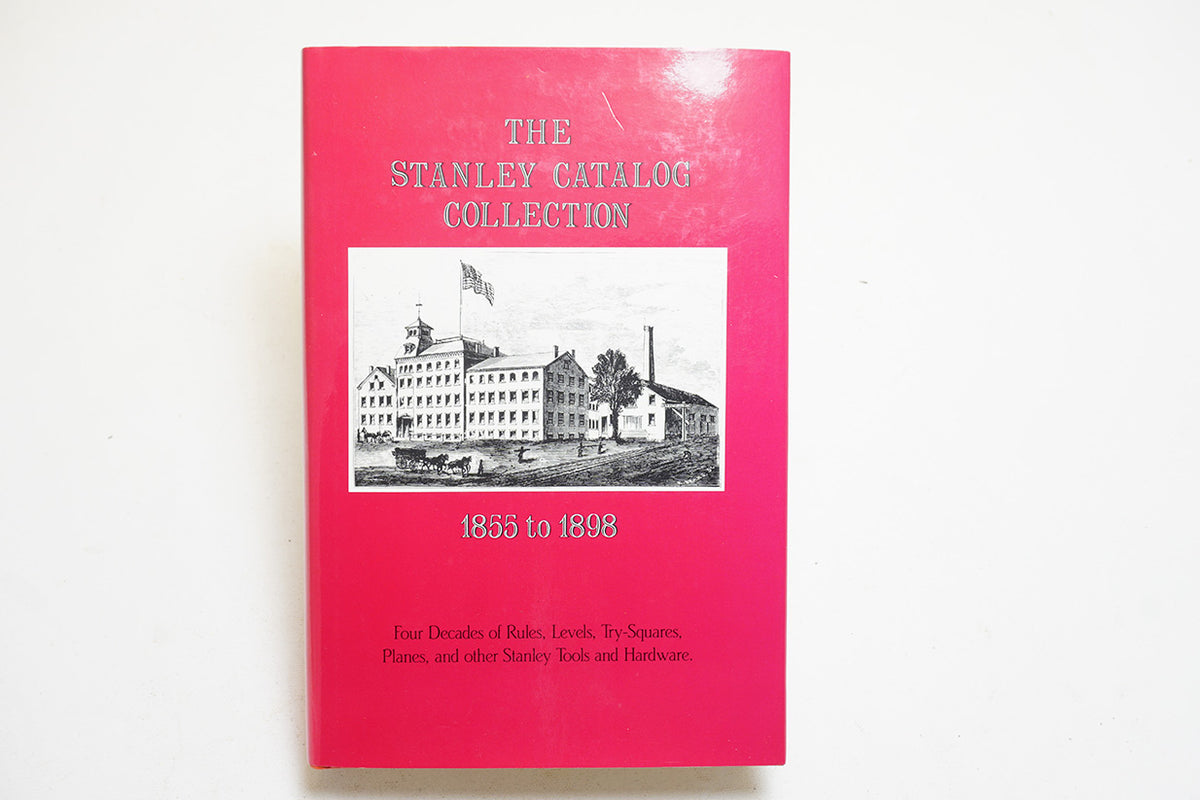 THE
STANLEY CATALOG
COLLECTION
1855 to 1898
Four Decades of Rules, Levels, Try-Squares,
Planes, and other Stanley Tools and Hardware.